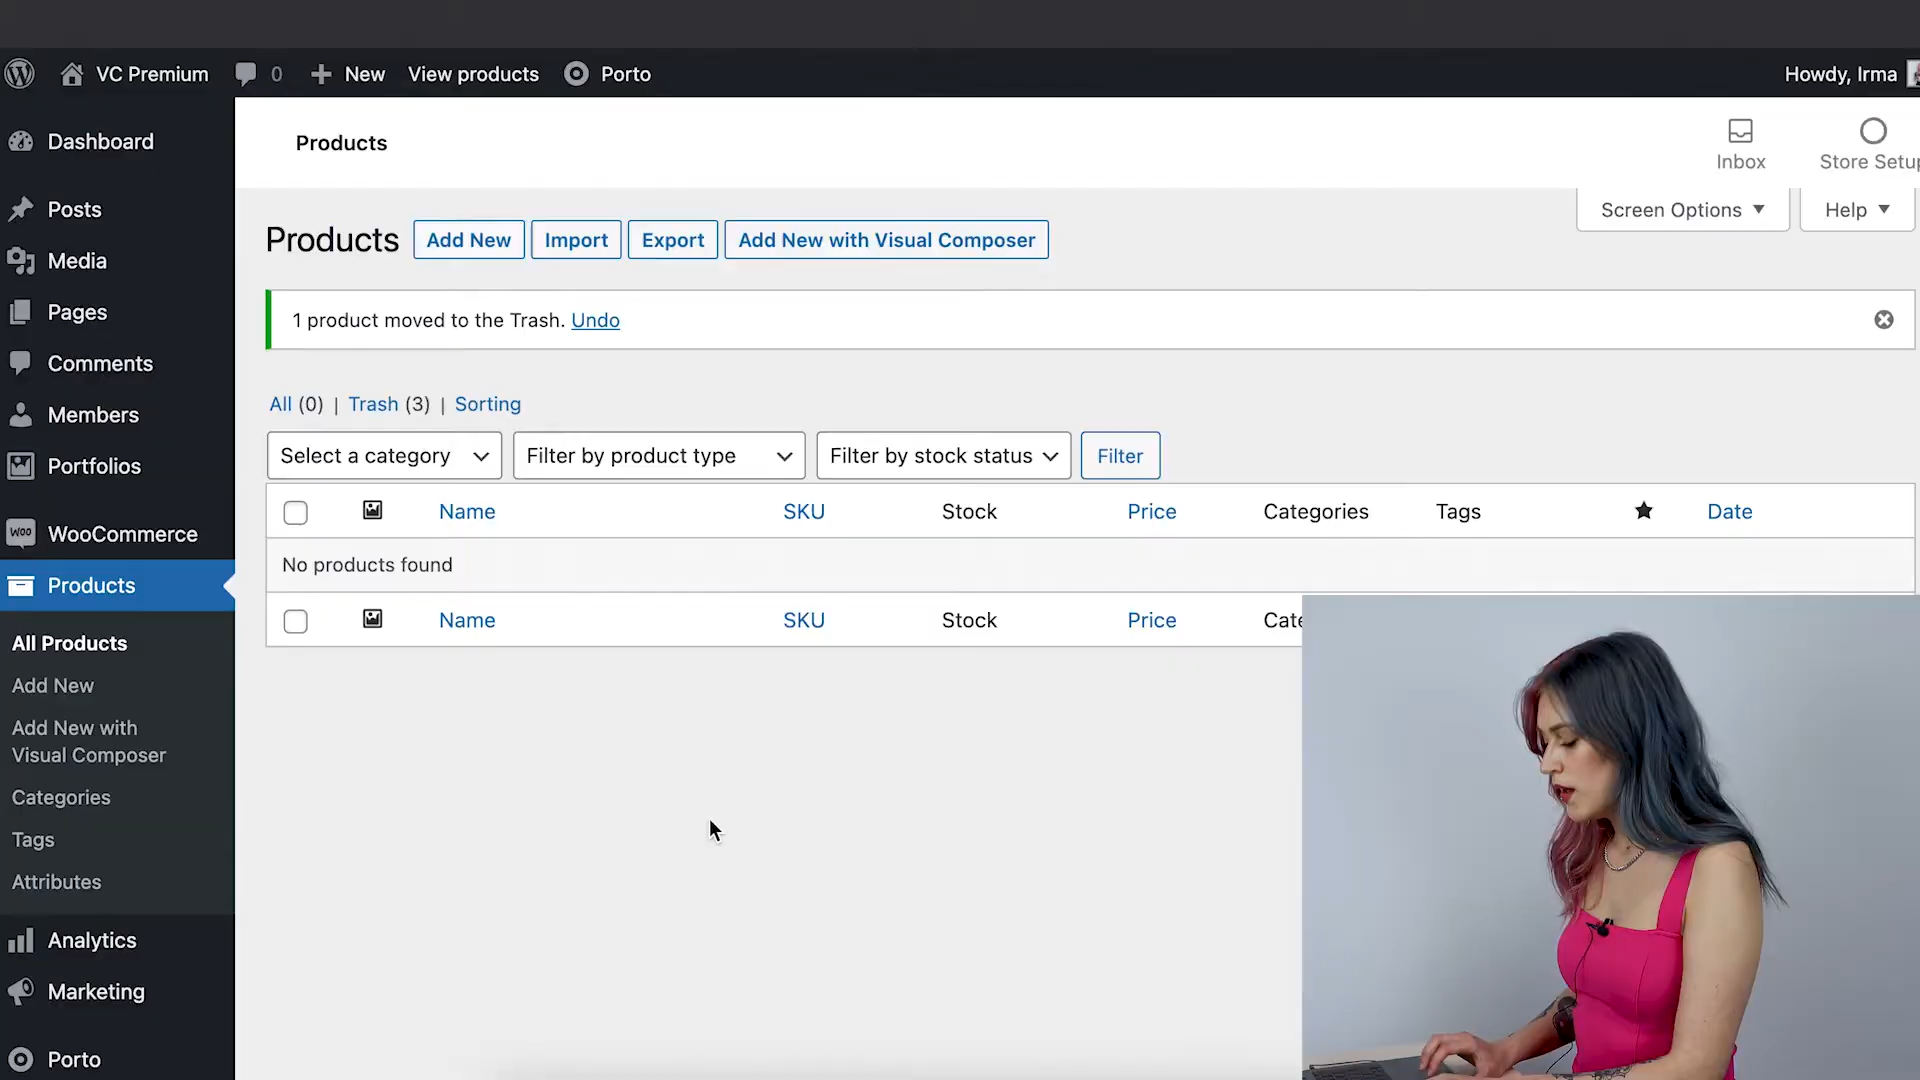 VC Premium 0 New View products Porto Howdy, Irma
Dashboard
Posts
Media
Pages
Comments
Members
Portfolios
WOO WooCommerce
Products
All Products
Add New
Add New with
Visual Composer
Categories
Tags
Attributes
Analytics
Marketing
Porto
Products
Inbox
Store Setup
Screen Options
Help
Products Add New Import Export Add New with Visual Composer
1 product moved to the Trash. Undo
All (0) | Trash (3) | Sorting
Select a category Filter by product type Filter by stock status Filter
Name SKU Stock Price Categories Tags Date
No products found
Name SKU Stock Price Cate